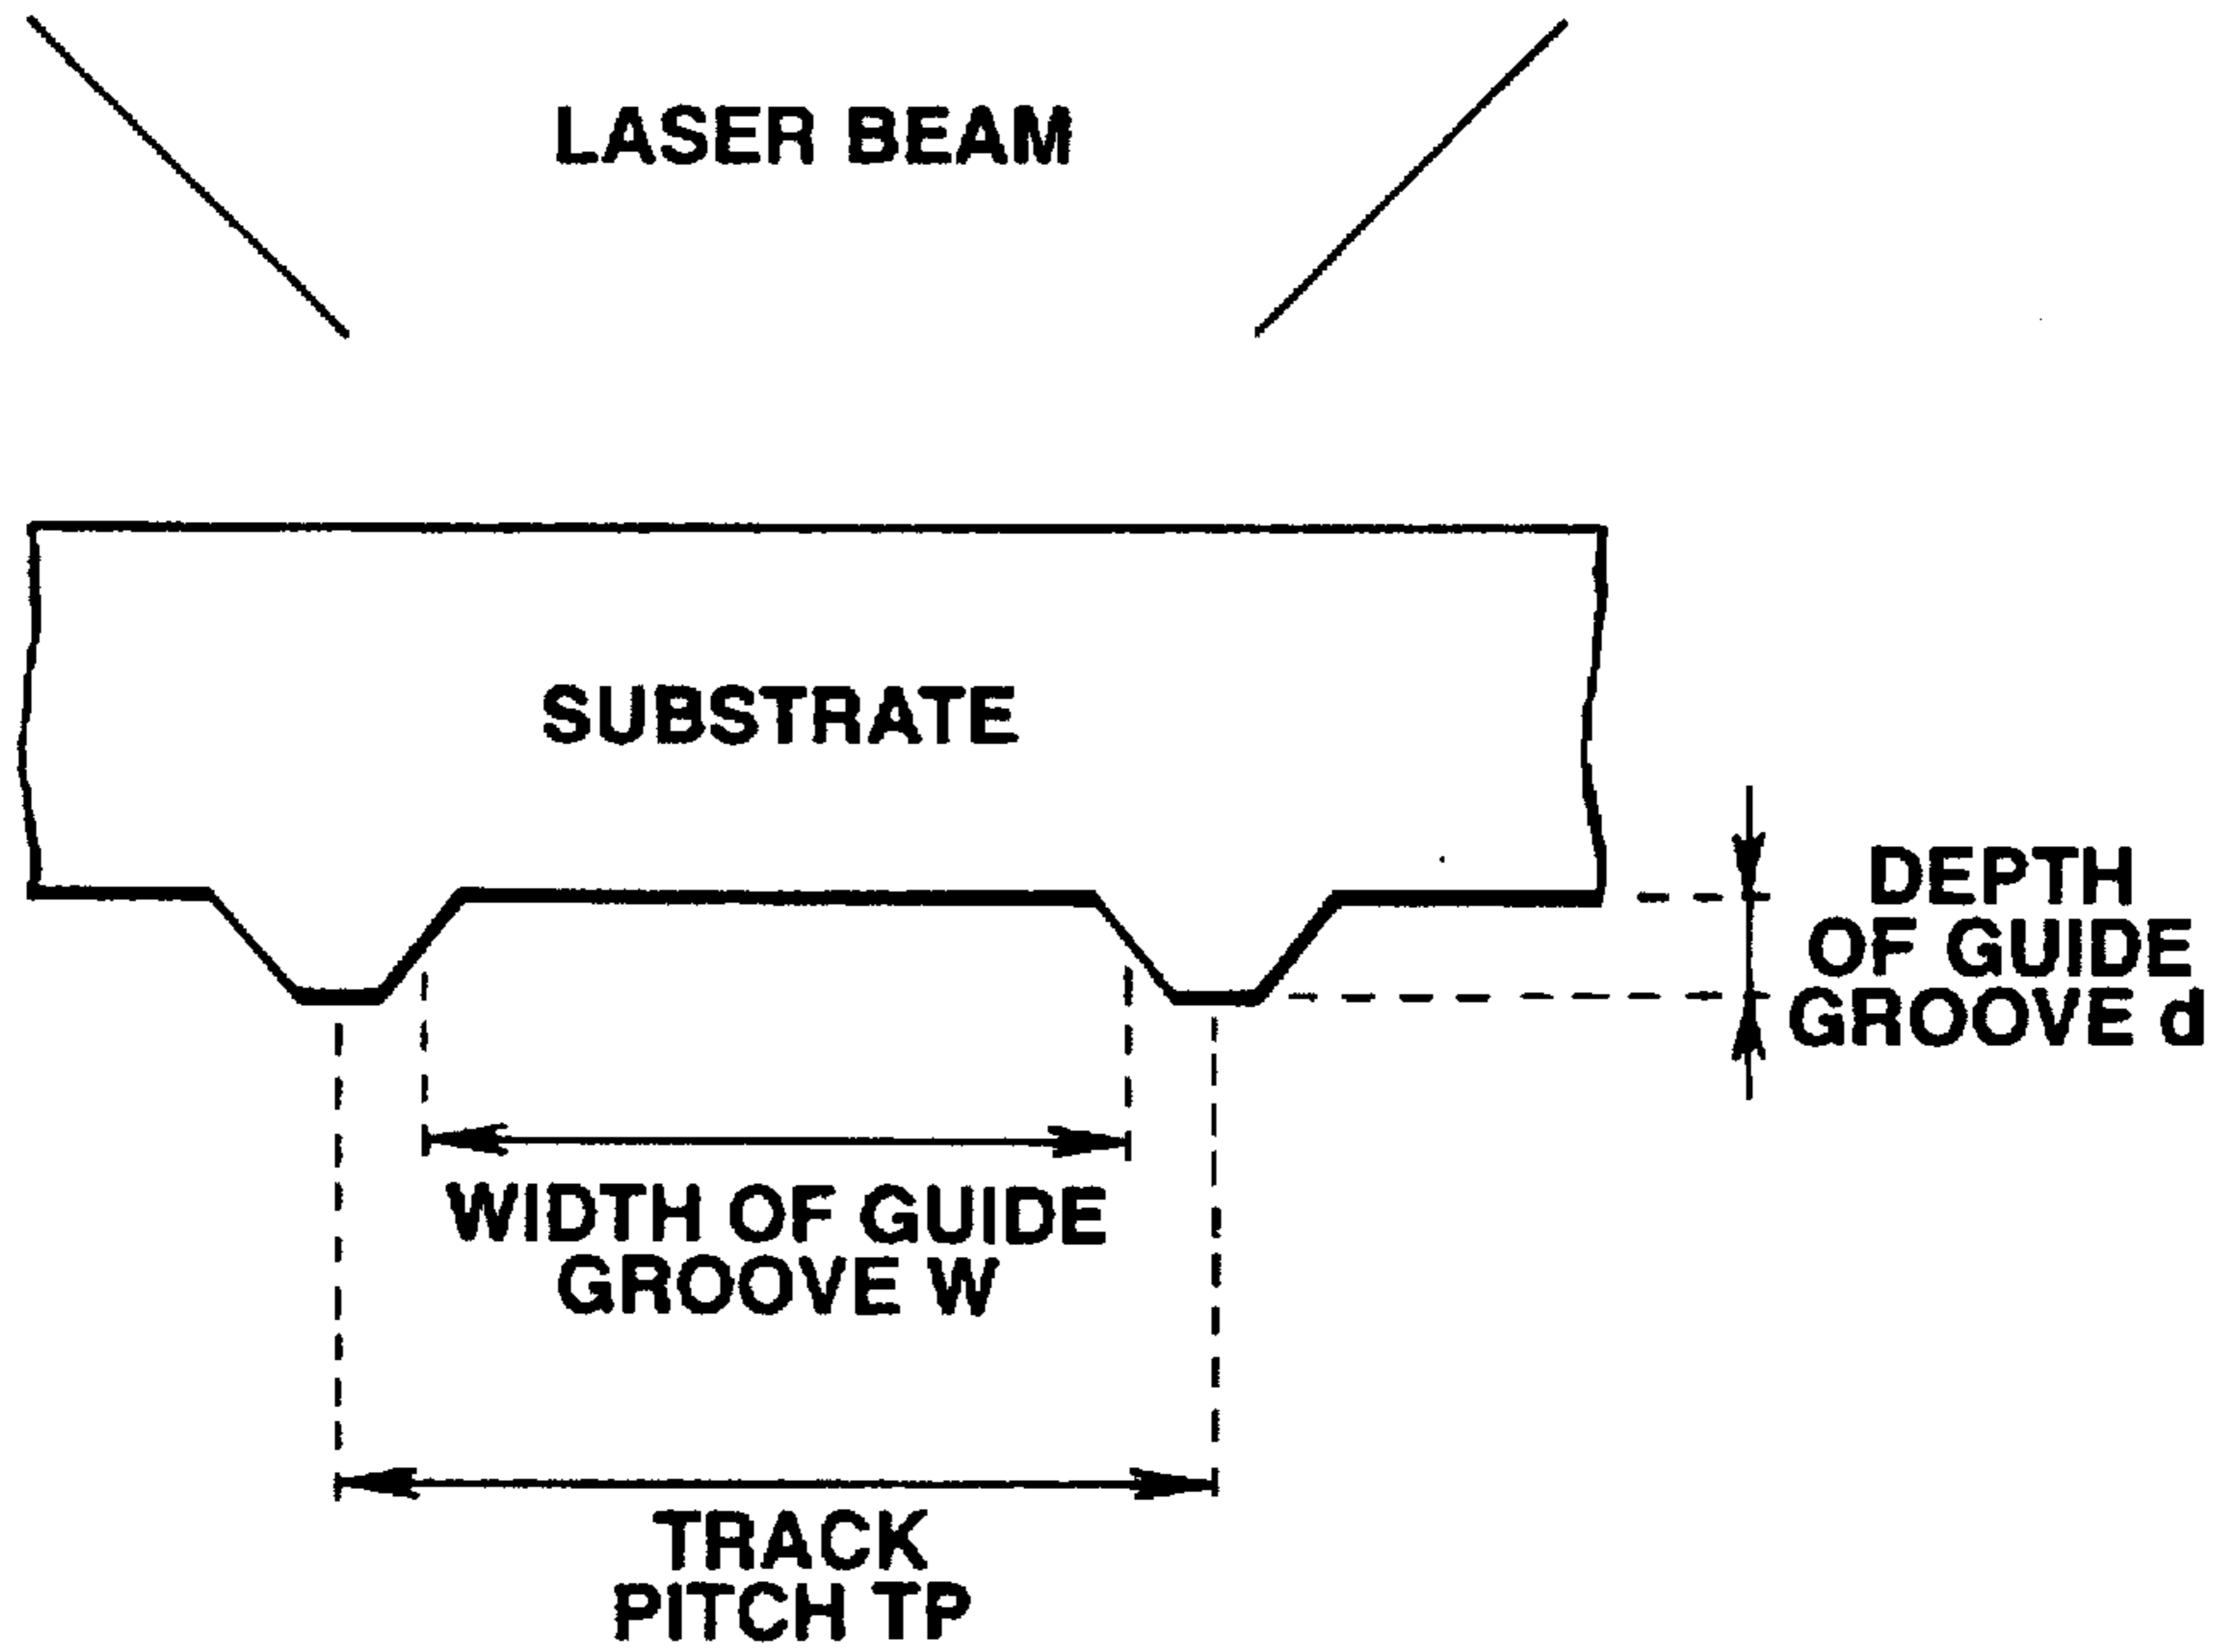 LASER BEAM
SUBSTRATE
DEPTH
OF GUIDE
GROOVE d
WIDTH OF GUIDE
GROOVE W
TRACK
PITCH TP